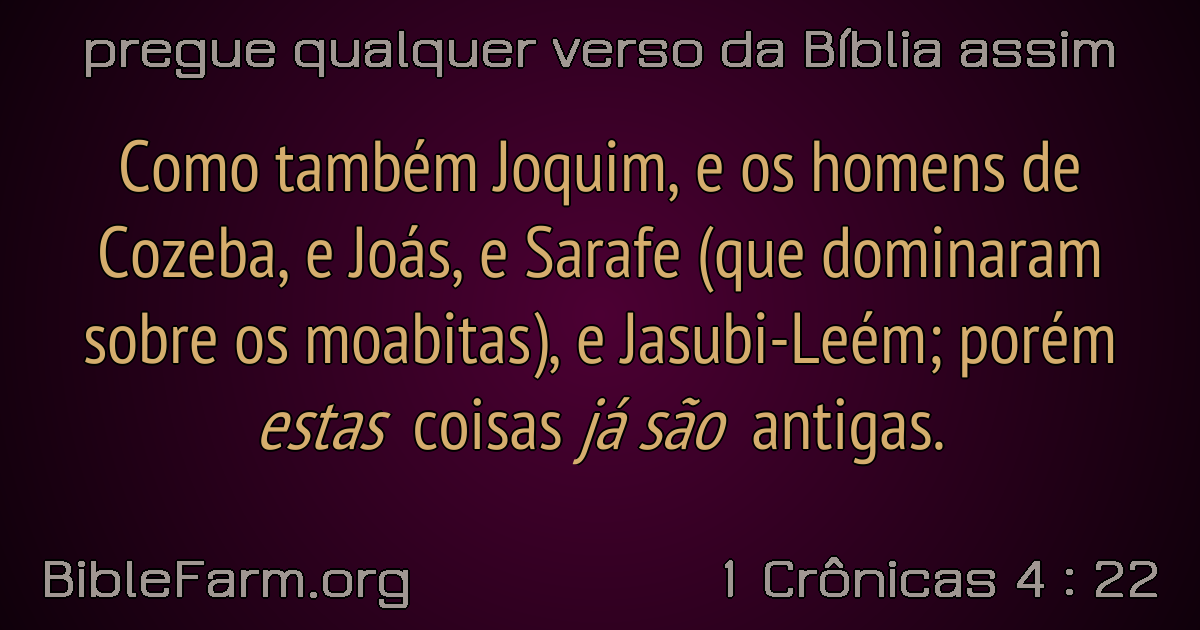 pregue qualquer verso da Bíblia assim
Como também Joquim, e os homens de
Cozeba, e Joás, e Sarafe (que dominaram
sobre os moabitas), e Jasubi-Leém; porém
estas coisas já são antigas.
BibleFarm.org
1 Crônicas 4 : 22